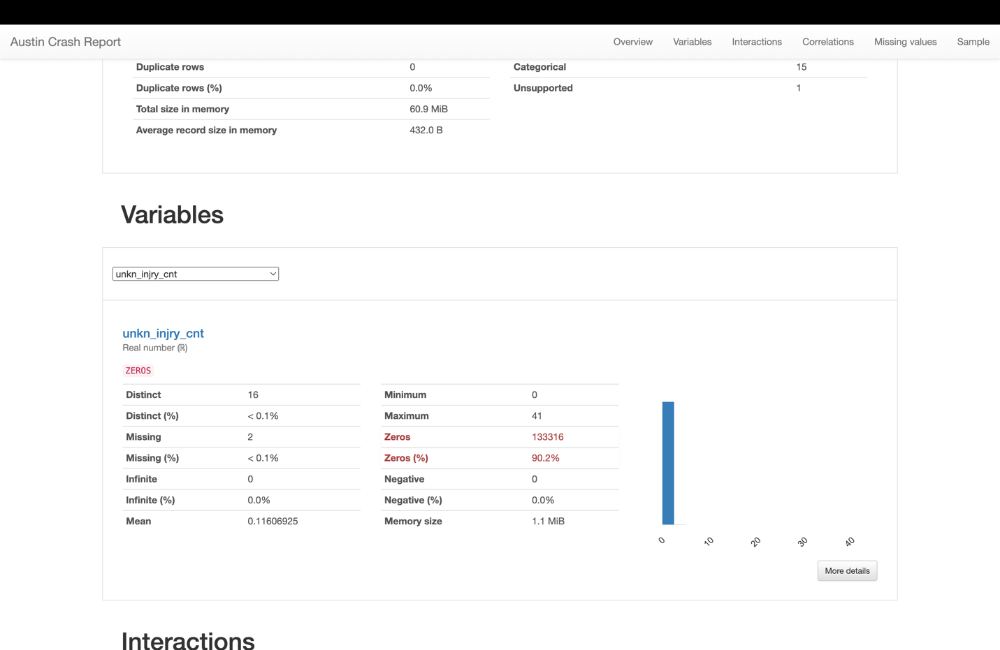 Austin Crash Report
Overview Variables Interactions Correlations Missing values Sample
Duplicate rows 0
Duplicate rows (%) 0.0%
Total size in memory 60.9 MiB
Average record size in memory 432.0 B
Categorical 15
Unsupported 1
Variables
unkn_injry_cnt
unkn_injry_cnt
Real number (ℝ)
ZEROS
Distinct 16
Distinct (%) < 0.1%
Missing 2
Missing (%) < 0.1%
Infinite 0
Infinite (%) 0.0%
Mean 0.11606925
Minimum 0
Maximum 41
Zeros 133316
Zeros (%) 90.2%
Negative 0
Negative (%) 0.0%
Memory size 1.1 MiB
0 10 20 30 40
More details
Interactions